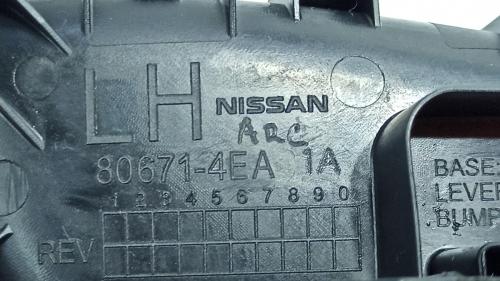 LH NISSAN
ARC
80671-4EA 1A
1 2 3 4 5 6 7 8 9 0
REV
BASE:
LEVE
BUMP